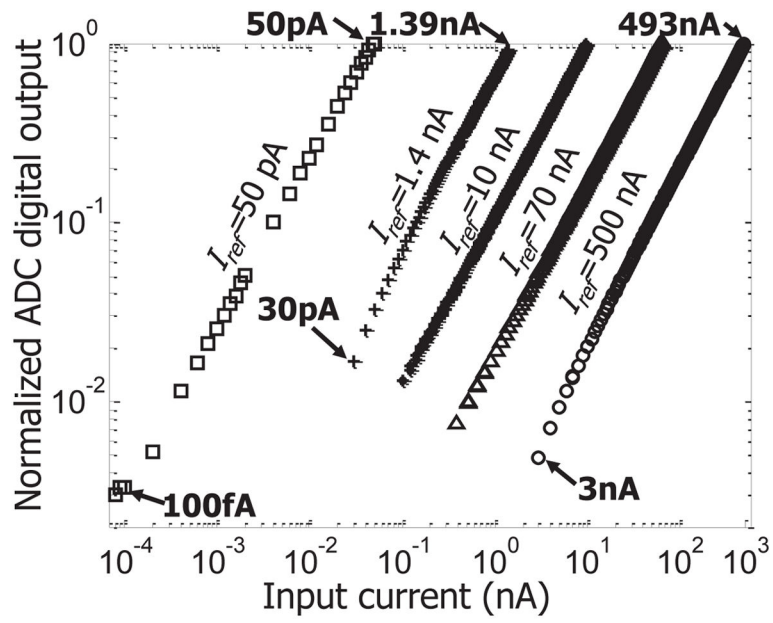 50pA 1.39nA 493nA
10^0
10^-1
10^-2
Normalized ADC digital output
I_ref=50 pA
I_ref=1.4 nA
I_ref=10 nA
I_ref=70 nA
I_ref=500 nA
30pA
100fA
3nA
10^-4 10^-3 10^-2 10^-1 10^0 10^1 10^2 10^3
Input current (nA)